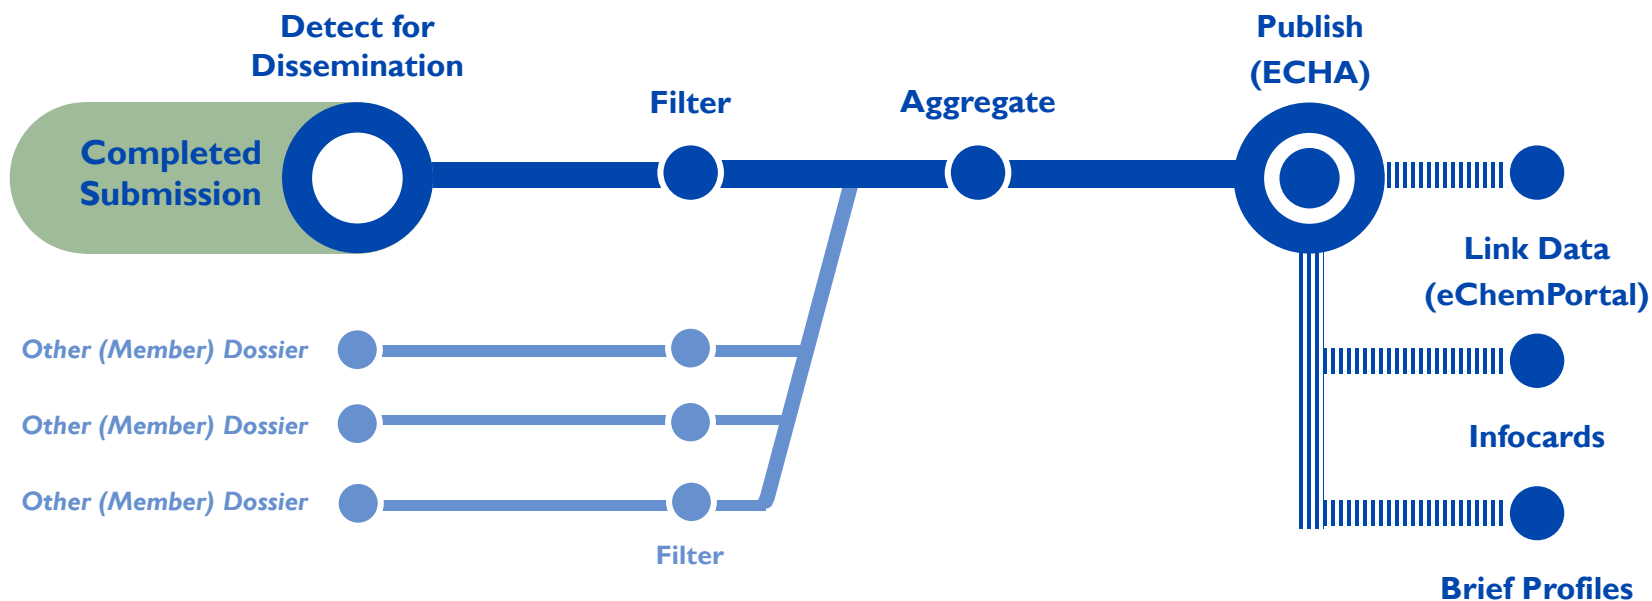 Detect for
Dissemination
Publish
(ECHA)
Filter
Aggregate
Completed
Submission
Link Data
(eChemPortal)
Other (Member) Dossier
Other (Member) Dossier
Infocards
Other (Member) Dossier
Filter
Brief Profiles